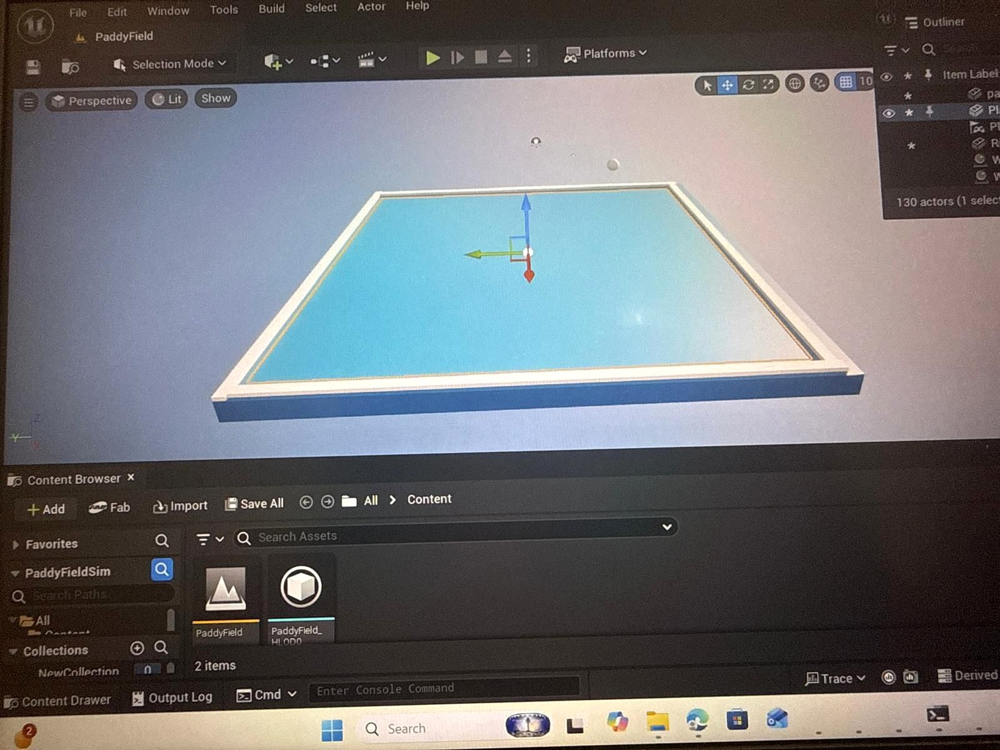 File Edit Window Tools Build Select Actor Help
PaddyField
Outliner
Selection Mode
Platforms
Search
Item Label
Perspective
Lit
Show
10
pa
Pl
Pl
R
W
W
130 actors (1 select
Z
Y
X
Content Browser
Add
Fab
Import
Save All
All
Content
Favorites
Search Assets
PaddyFieldSim
Search Paths
All
Content
PaddyField
PaddyField_
HLOD0
Collections
NewCollection
0
2 items
Trace
Derived
Content Drawer
Output Log
Cmd
Enter Console Command
2
Search